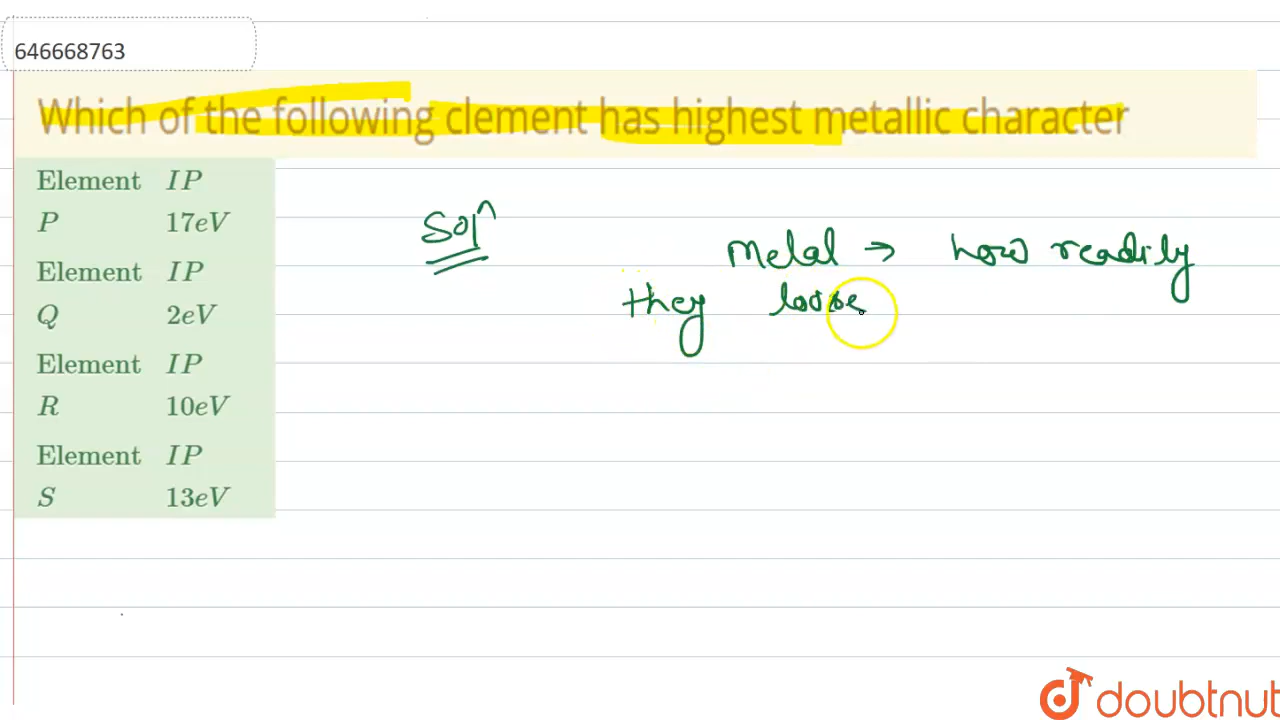 646668763
Which of the following clement has highest metallic character
Element IP
P 17eV
Element IP
Q 2eV
Element IP
R 10eV
Element IP
S 13eV
Sol^n
Metal → how readily
they loose
doubtnut